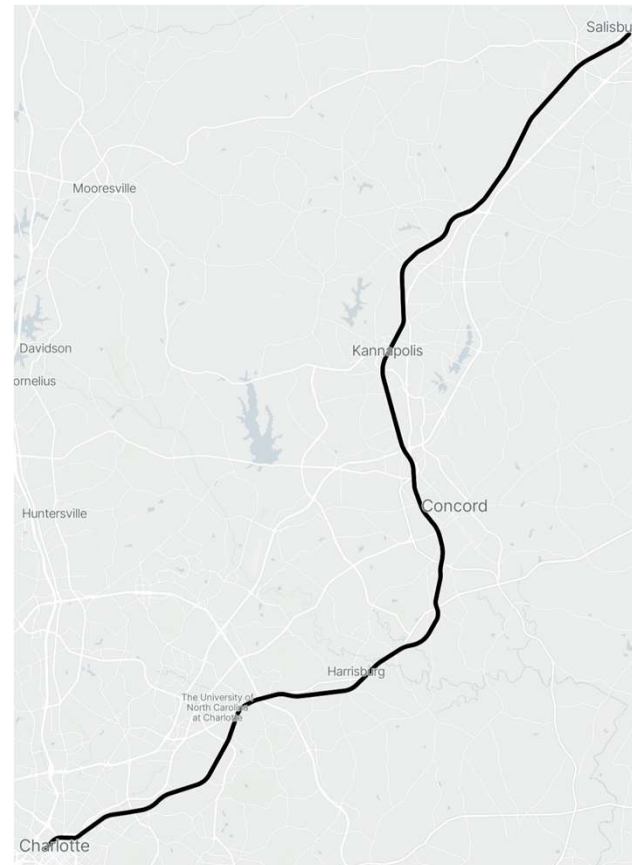 Salisbu
Mooresville
Davidson
Kannapolis
ornelius
Concord
Huntersville
Harrisburg
The University of
North Carolina
at Charlotte
Charlotte